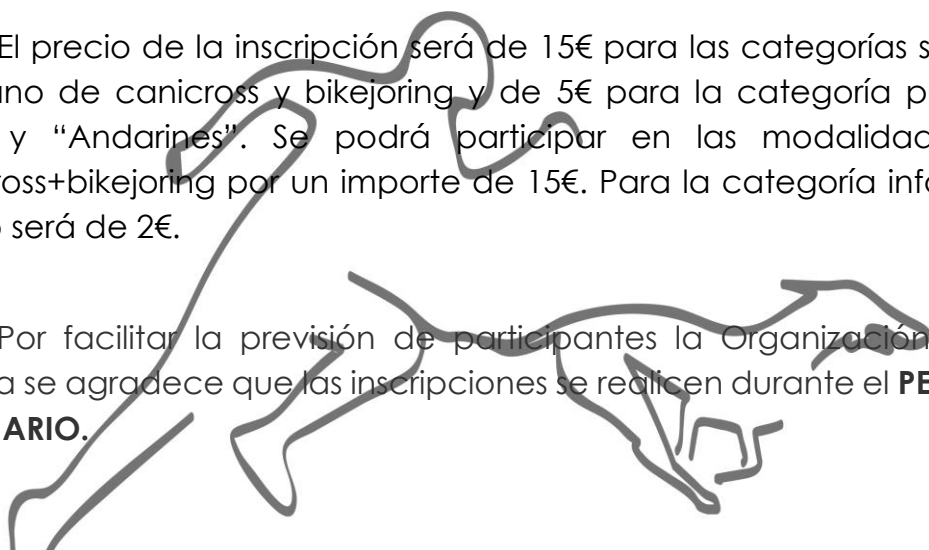 El precio de la inscripción será de 15€ para las categorías s
no de canicross y bikejoring y de 5€ para la categoría p
y “Andarines”. Se podrá participar en las modalidad
oss+bikejoring por un importe de 15€. Para la categoría inf
será de 2€.
Por facilitar la previsión de participantes la Organización
a se agradece que las inscripciones se realicen durante el PE
ARIO.